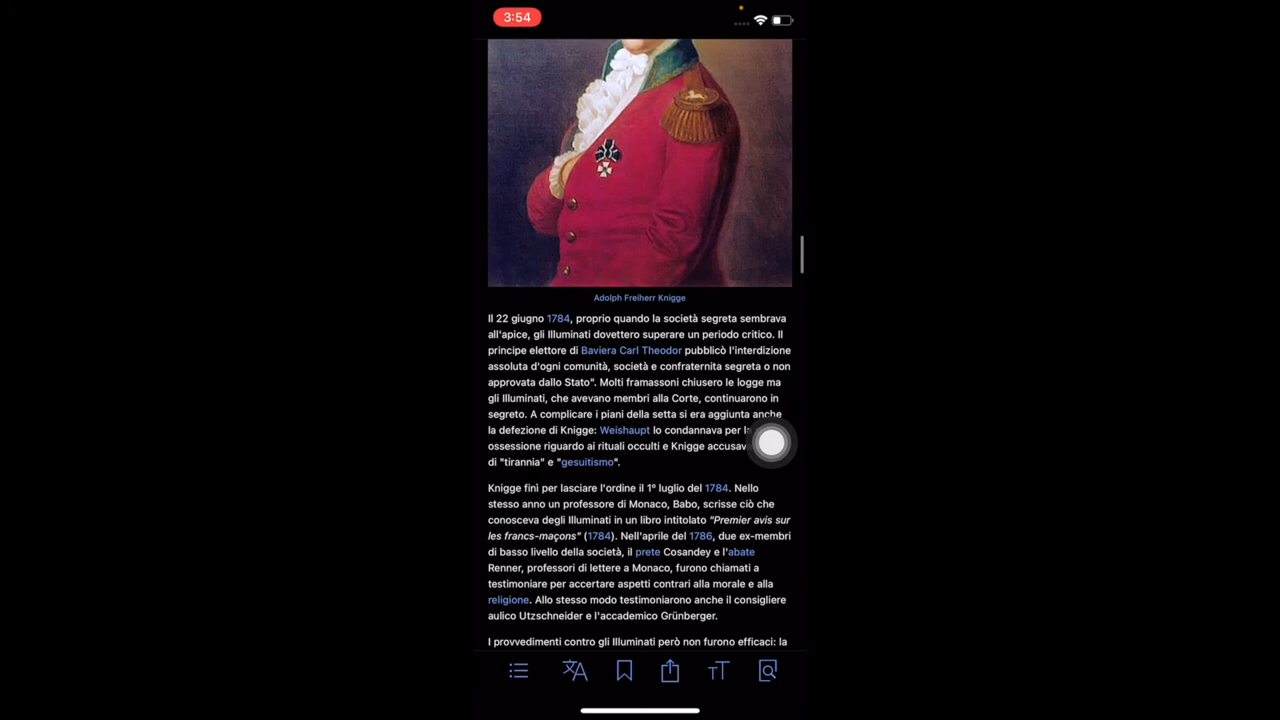 3:54
Adolph Freiherr Knigge
Il 22 giugno 1784, proprio quando la società segreta sembrava
all'apice, gli Illuminati dovettero superare un periodo critico. Il
principe elettore di Baviera Carl Theodor pubblicò l'interdizione
assoluta d'ogni comunità, società e confraternita segreta o non
approvata dallo Stato". Molti framassoni chiusero le logge ma
gli Illuminati, che avevano membri alla Corte, continuarono in
segreto. A complicare i piani della setta si era aggiunta anche
la defezione di Knigge: Weishaupt lo condannava per
ossessione riguardo ai rituali occulti e Knigge
di "tirannia" e "gesuitismo".
Knigge finì per lasciare l'ordine il 1º luglio del 1784. Nello
stesso anno un professore di Monaco, Babo, scrisse ciò che
conosceva degli Illuminati in un libro intitolato "Premier avis sur
les francs-maçons" (1784). Nell'aprile del 1786, due ex-membri
di basso livello della società, il prete Cosandey e l'abate
Renner, professori di lettere a Monaco, furono chiamati a
testimoniare per accertare aspetti contrari alla morale e alla
religione. Allo stesso modo testimoniarono anche il consigliere
aulico Utzschneider e l'accademico Grünberger.
I provvedimenti contro gli Illuminati però non furono efficaci: la